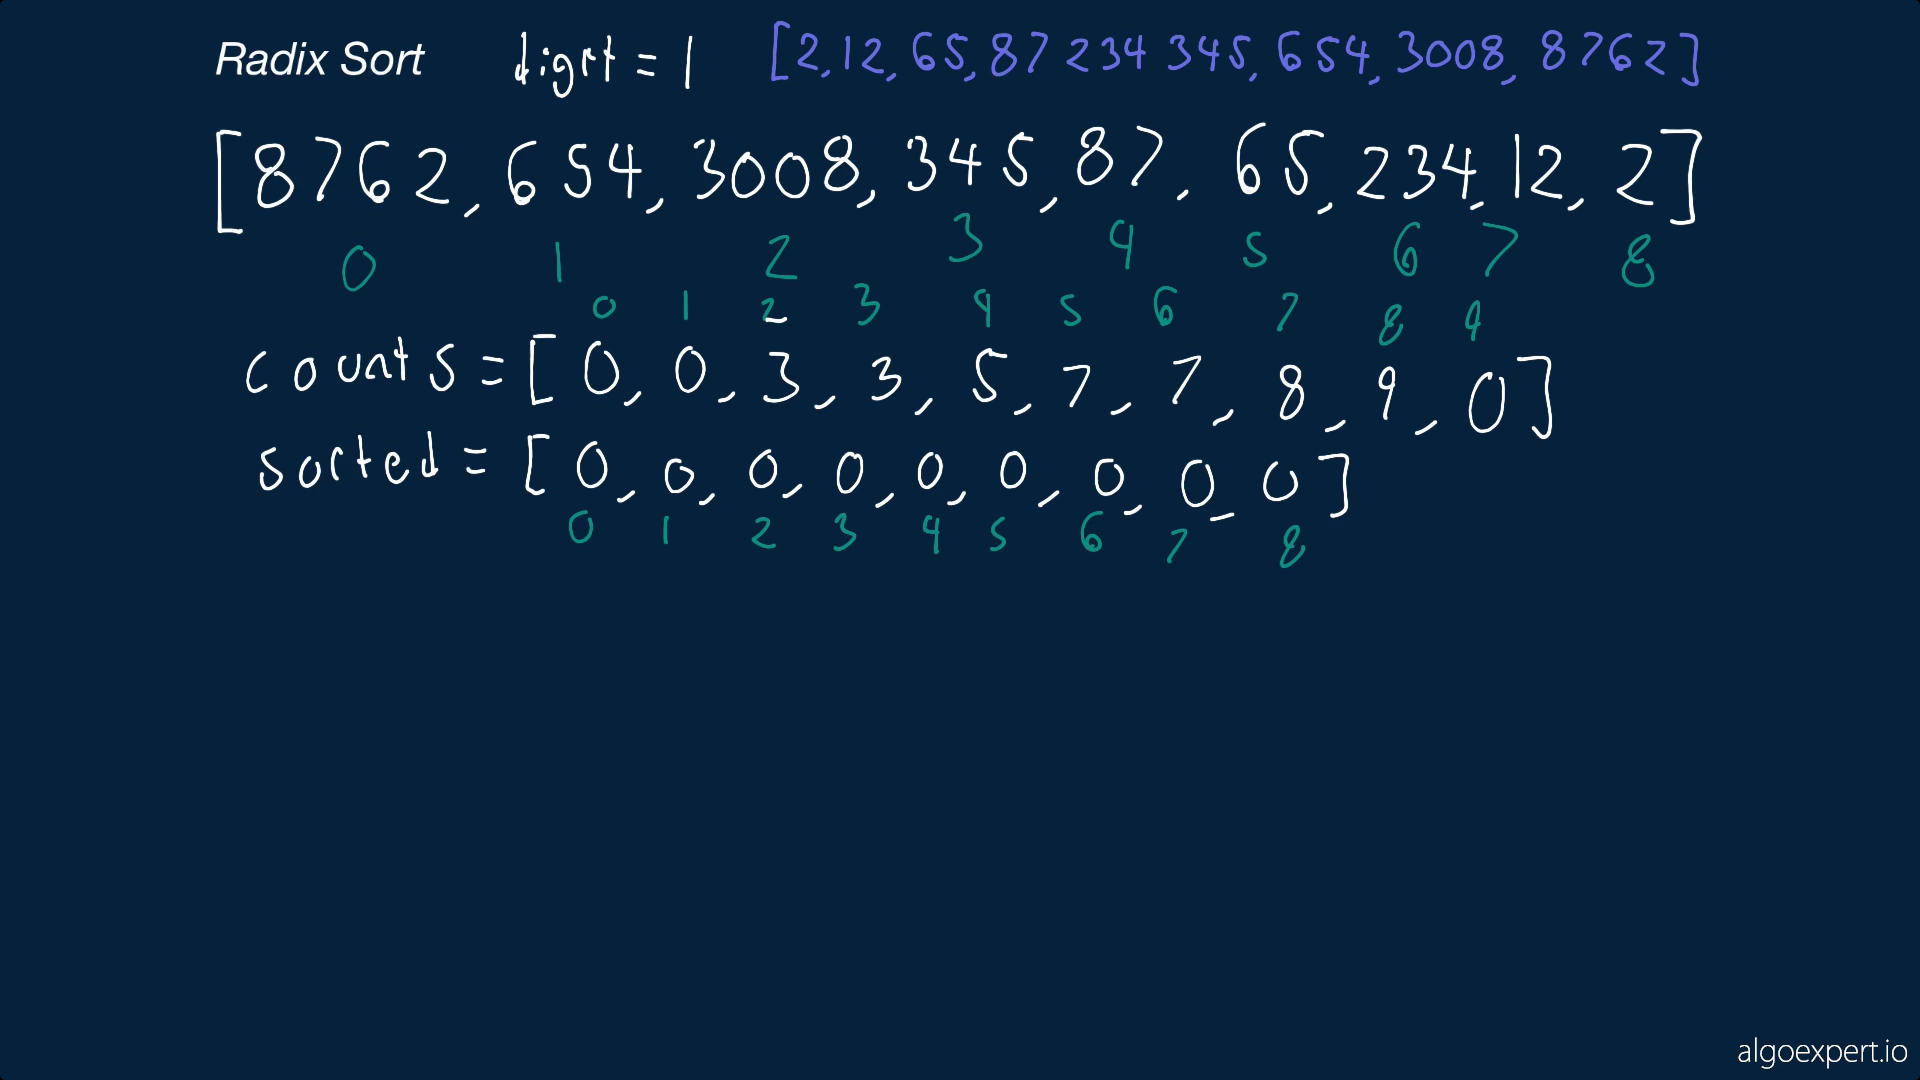 Radix Sort digit = 1 [2, 12, 65, 87 234 345, 654, 3008, 8762]
[8762, 654, 3008, 345, 87, 65, 234, 12, 2]
0 1 2 3 4 5 6 7 8
0 1 2 3 4 5 6 7 8 9
counts = [0, 0, 3, 3, 5, 7, 7, 8, 9, 0]
sorted = [0, 0, 0, 0, 0, 0, 0, 0 0]
0 1 2 3 4 5 6 7 8
algoexpert.io